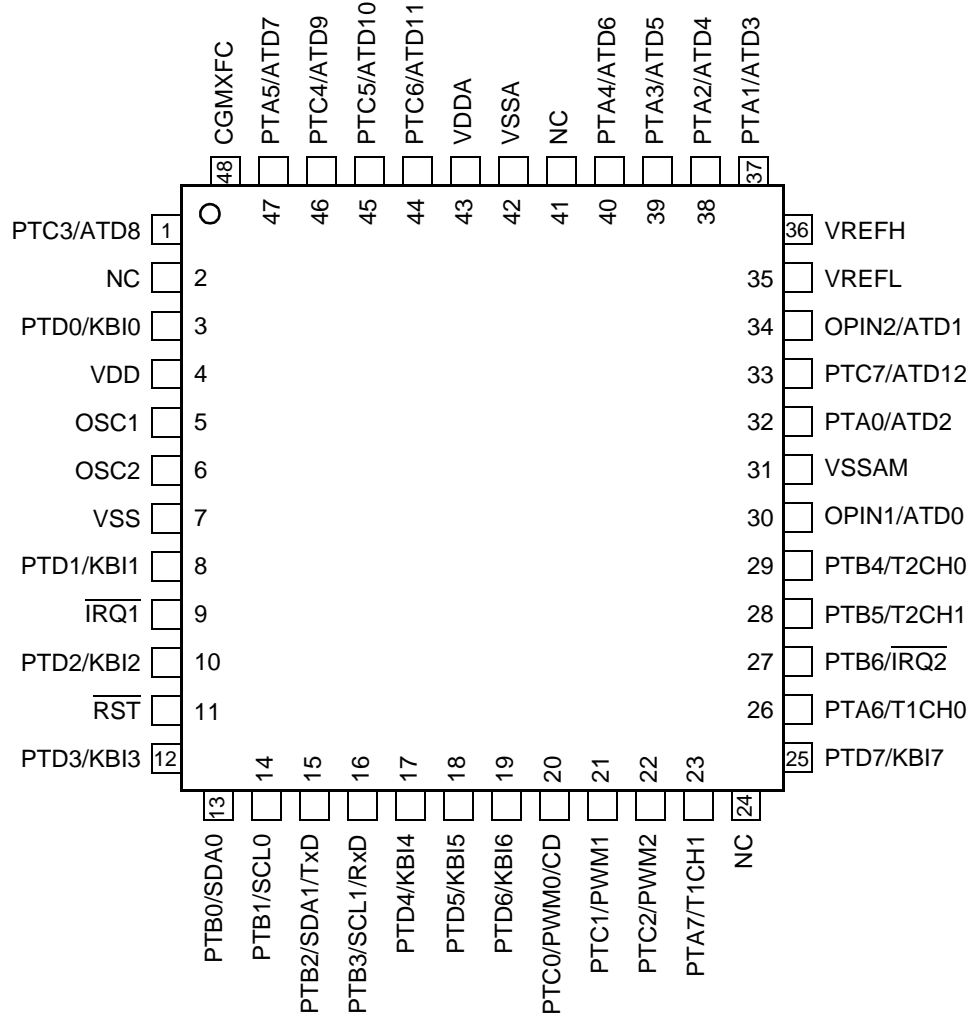 CGMXFC
PTA5/ATD7
PTC4/ATD9
PTC5/ATD10
PTC6/ATD11
VDDA
VSSA
NC
PTA4/ATD6
PTA3/ATD5
PTA2/ATD4
PTA1/ATD3
48
47
46
45
44
43
42
41
40
39
38
37
PTC3/ATD8 1
NC 2
PTD0/KBI0 3
VDD 4
OSC1 5
OSC2 6
VSS 7
PTD1/KBI1 8
IRQ1 9
PTD2/KBI2 10
RST 11
PTD3/KBI3 12
36 VREFH
35 VREFL
34 OPIN2/ATD1
33 PTC7/ATD12
32 PTA0/ATD2
31 VSSAM
30 OPIN1/ATD0
29 PTB4/T2CH0
28 PTB5/T2CH1
27 PTB6/IRQ2
26 PTA6/T1CH0
25 PTD7/KBI7
13
14
15
16
17
18
19
20
21
22
23
24
PTB0/SDA0
PTB1/SCL0
PTB2/SDA1/TxD
PTB3/SCL1/RxD
PTD4/KBI4
PTD5/KBI5
PTD6/KBI6
PTC0/PWM0/CD
PTC1/PWM1
PTC2/PWM2
PTA7/T1CH1
NC